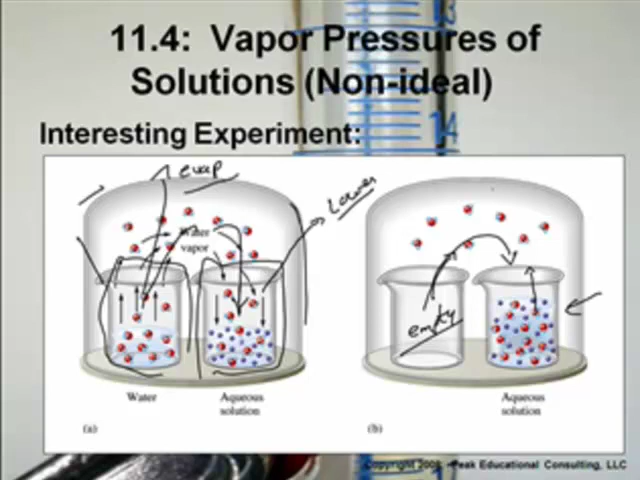 11.4: Vapor Pressures of
Solutions (Non-ideal)
Interesting Experiment:
evap
Lower
Water
vapor
empty
Water
Aqueous
solution
Aqueous
solution
(a)
(b)
Copyright 2008 Peak Educational Consulting, LLC